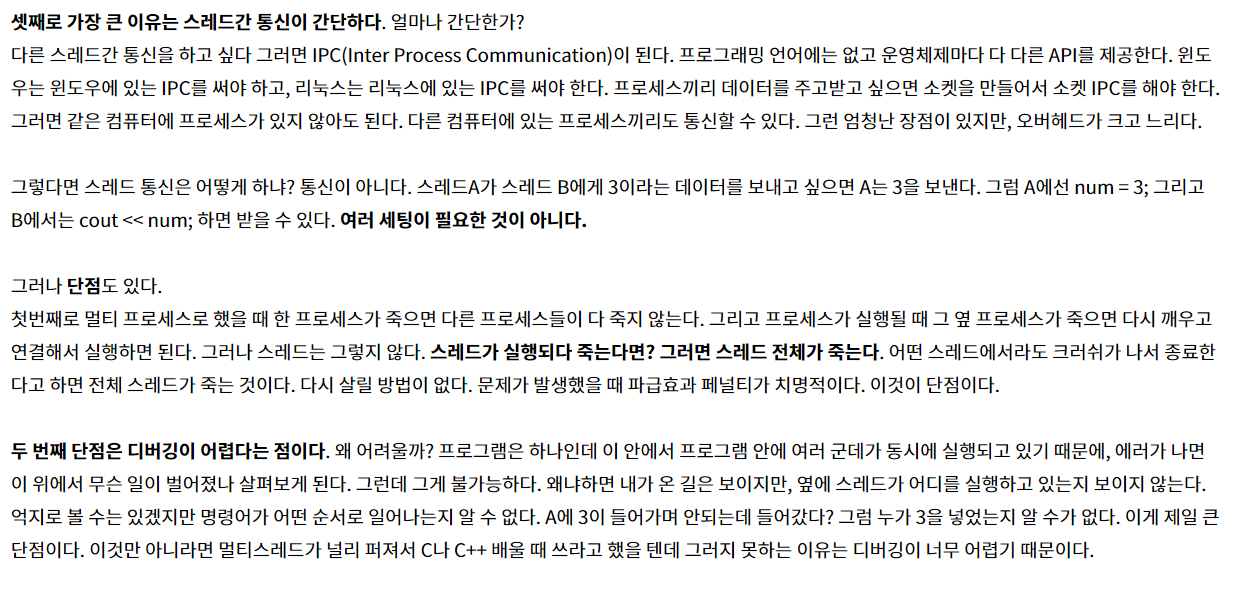 셋째로 가장 큰 이유는 스레드간 통신이 간단하다. 얼마나 간단한가?
다른 스레드간 통신을 하고 싶다 그러면 IPC(Inter Process Communication)이 된다. 프로그래밍 언어에는 없고 운영체제마다 다 다른 API를 제공한다. 윈도
우는 윈도우에 있는 IPC를 써야 하고, 리눅스는 리눅스에 있는 IPC를 써야 한다. 프로세스끼리 데이터를 주고받고 싶으면 소켓을 만들어서 소켓 IPC를 해야 한다.
그러면 같은 컴퓨터에 프로세스가 있지 않아도 된다. 다른 컴퓨터에 있는 프로세스끼리도 통신할 수 있다. 그런 엄청난 장점이 있지만, 오버헤드가 크고 느리다.
그렇다면 스레드 통신은 어떻게 하냐? 통신이 아니다. 스레드A가 스레드 B에게 3이라는 데이터를 보내고 싶으면 A는 3을 보낸다. 그럼 A에선 num = 3; 그리고
B에서는 cout << num; 하면 받을 수 있다. 여러 세팅이 필요한 것이 아니다.
그러나 단점도 있다.
첫번째로 멀티 프로세스로 했을 때 한 프로세스가 죽으면 다른 프로세스들이 다 죽지 않는다. 그리고 프로세스가 실행될 때 그 옆 프로세스가 죽으면 다시 깨우고
연결해서 실행하면 된다. 그러나 스레드는 그렇지 않다. 스레드가 실행되다 죽는다면? 그러면 스레드 전체가 죽는다. 어떤 스레드에서라도 크러쉬가 나서 종료한
다고 하면 전체 스레드가 죽는 것이다. 다시 살릴 방법이 없다. 문제가 발생했을 때 파급효과 페널티가 치명적이다. 이것이 단점이다.
두 번째 단점은 디버깅이 어렵다는 점이다. 왜 어려울까? 프로그램은 하나인데 이 안에서 프로그램 안에 여러 군데가 동시에 실행되고 있기 때문에, 에러가 나면
이 위에서 무슨 일이 벌어졌나 살펴보게 된다. 그런데 그게 불가능하다. 왜냐하면 내가 온 길은 보이지만, 옆에 스레드가 어디를 실행하고 있는지 보이지 않는다.
억지로 볼 수는 있겠지만 명령어가 어떤 순서로 일어나는지 알 수 없다. A에 3이 들어가며 안되는데 들어갔다? 그럼 누가 3을 넣었는지 알 수가 없다. 이게 제일 큰
단점이다. 이것만 아니라면 멀티스레드가 널리 퍼져서 C나 C++ 배울 때 쓰라고 했을 텐데 그러지 못하는 이유는 디버깅이 너무 어렵기 때문이다.